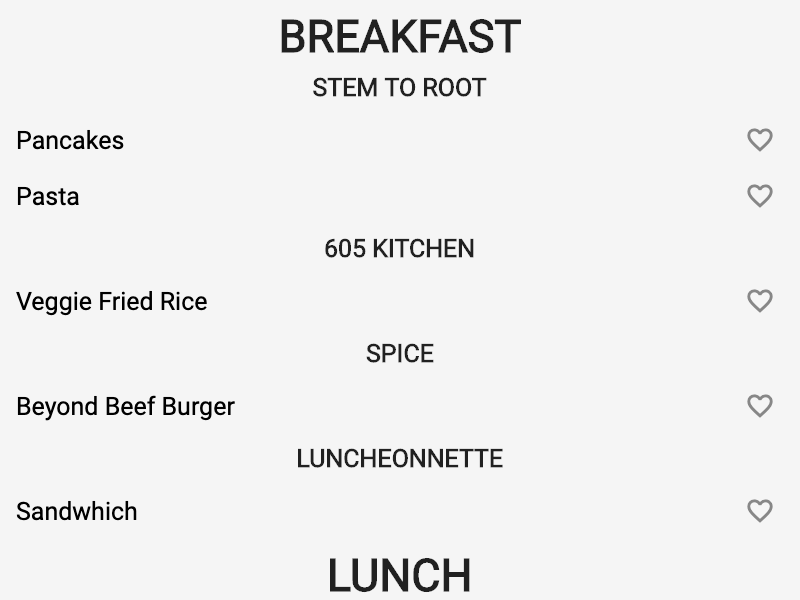 BREAKFAST
STEM TO ROOT
Pancakes
Pasta
605 KITCHEN
Veggie Fried Rice
SPICE
Beyond Beef Burger
LUNCHEONNETTE
Sandwhich
LUNCH